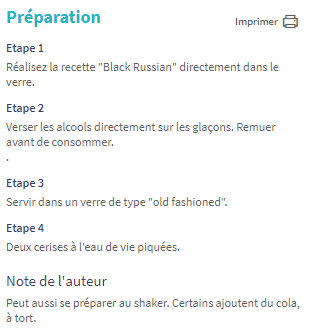 Préparation
Imprimer
Etape 1
Réalisez la recette "Black Russian" directement dans le
verre.
Etape 2
Verser les alcools directement sur les glaçons. Remuer
avant de consommer.
.
Etape 3
Servir dans un verre de type "old fashioned".
Etape 4
Deux cerises à l'eau de vie piquées.
Note de l'auteur
Peut aussi se préparer au shaker. Certains ajoutent du cola,
à tort.